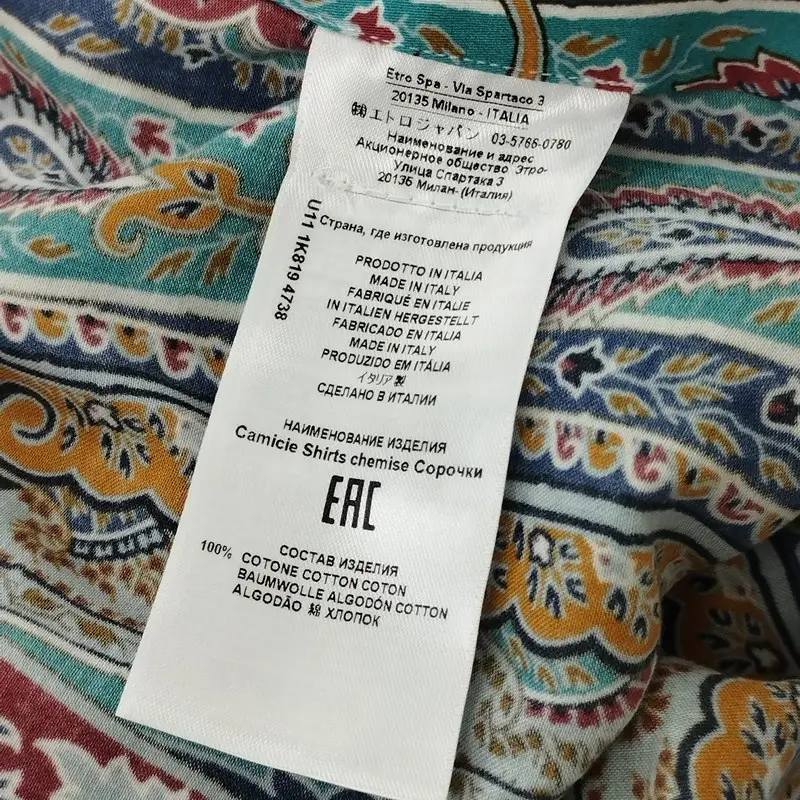 Etro Spa - Via Spartaco 3
20135 Milano - ITALIA
㈱エトロジャパン 03-5766-0780
Наименование и адрес
Акционерное общество Этро-
Улица Спартака 3
20135 Милан- (Италия)
Страна, где изготовлена продукция
U11 1K819 4738
PRODOTTO IN ITALIA
MADE IN ITALY
FABRIQUÉ EN ITALIE
IN ITALIEN HERGESTELLT
FABRICADO EN ITALIA
MADE IN ITALY
PRODUZIDO EM ITÁLIA
イタリア製
СДЕЛАНО В ИТАЛИИ
НАИМЕНОВАНИЕ ИЗДЕЛИЯ
Camicie Shirts chemise Сорочки
EAC
СОСТАВ ИЗДЕЛИЯ
100% COTONE COTTON COTON
BAUMWOLLE ALGODÓN COTTON
ALGODÃO 綿 ХЛОПОК